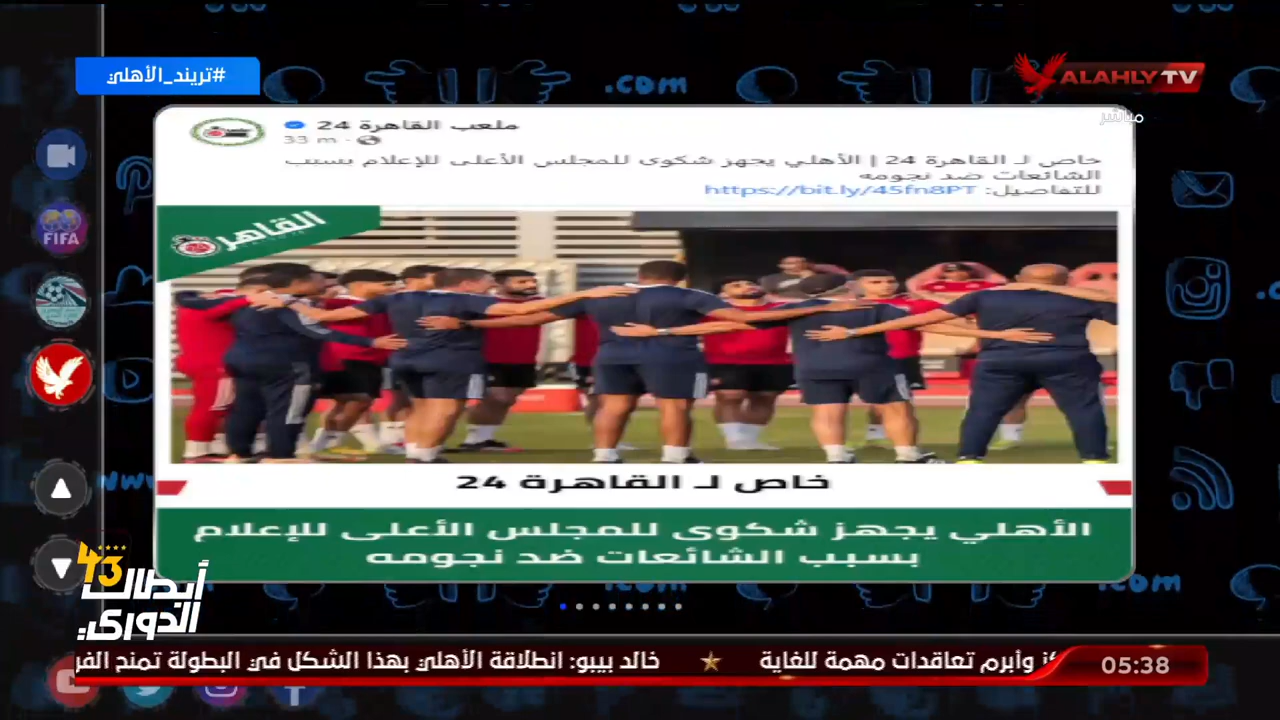 #تريند_الأهلي
ALAHLY TV
مباشر
ملعب القاهرة 24
33 m
خاص لـ القاهرة 24 | الأهلي يجهز شكوى للمجلس الأعلى للإعلام بسبب
الشائعات ضد نجومه
للتفاصيل: https://bit.ly/45fn8PT
القاهرة
خاص لـ القاهرة 24
الأهلي يجهز شكوى للمجلس الأعلى للإعلام
بسبب الشائعات ضد نجومه
FIFA
.com
www
.com
43
أبطال
الدوري
وأبرم تعاقدات مهمة للغاية ★ خالد بيبو: انطلاقة الأهلي بهذا الشكل في البطولة تمنح الفر
05:38